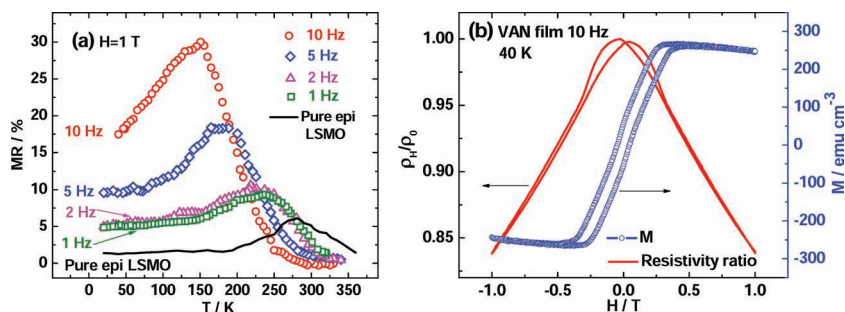 (a) H=1 T
10 Hz
5 Hz
2 Hz
1 Hz
Pure epi
LSMO
10 Hz
5 Hz
2 Hz
1 Hz
Pure epi LSMO
MR / %
30
25
20
15
10
5
0
0 50 100 150 200 250 300 350
T / K
(b) VAN film 10 Hz
40 K
ρH/ρ0
1.00
0.95
0.90
0.85
M / emu cm-3
300
200
100
0
-100
-200
-300
M
Resistivity ratio
-1.0 -0.5 0.0 0.5 1.0
H / T